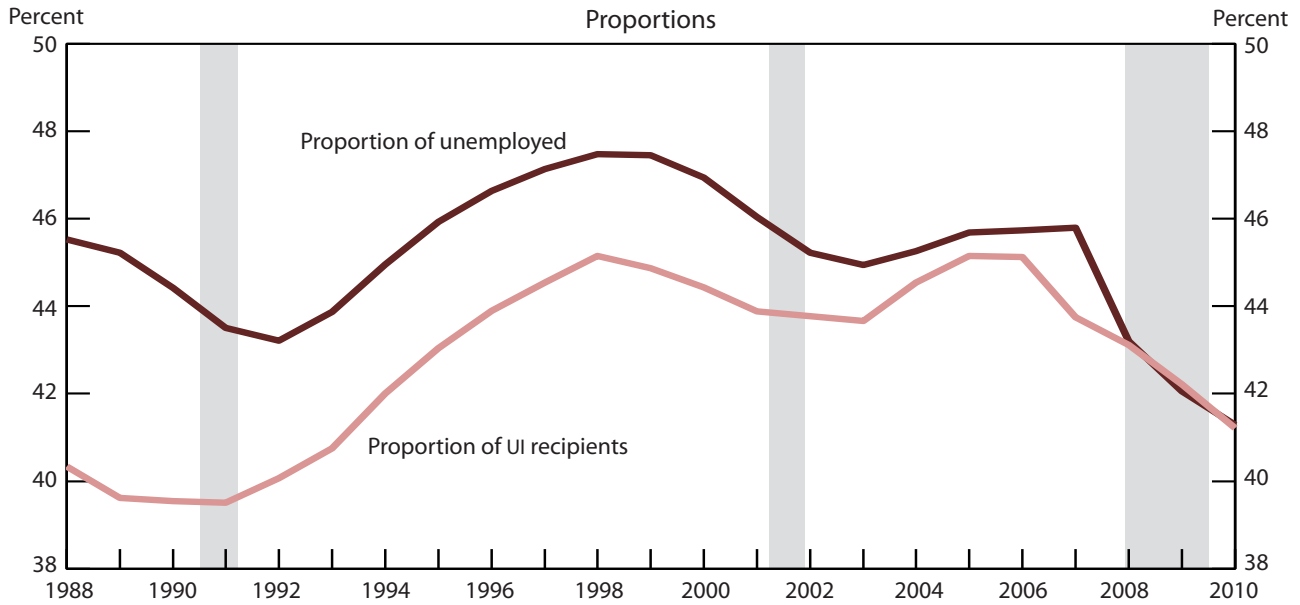 Percent Proportions Percent
50 50
48 48
Proportion of unemployed
46 46
44 44
42 42
Proportion of UI recipients
40 40
38 38
1988 1990 1992 1994 1996 1998 2000 2002 2004 2006 2008 2010